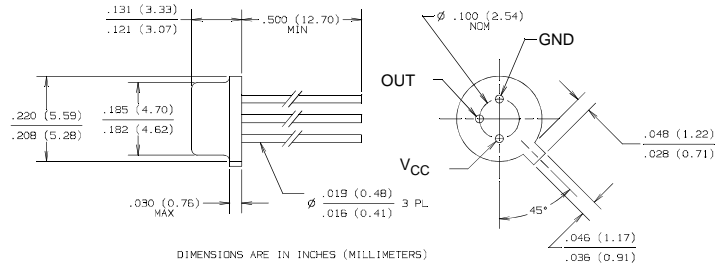 .131 (3.33)
.121 (3.07)
.500 (12.70)
MIN
ø .100 (2.54)
NOM
GND
OUT
.220 (5.59)
.208 (5.28)
.185 (4.70)
.182 (4.62)
.048 (1.22)
.028 (0.71)
VCC
.030 (0.76)
MAX
ø .019 (0.48) 3 PL
.016 (0.41)
45°
.046 (1.17)
.036 (0.91)
DIMENSIONS ARE IN INCHES (MILLIMETERS)